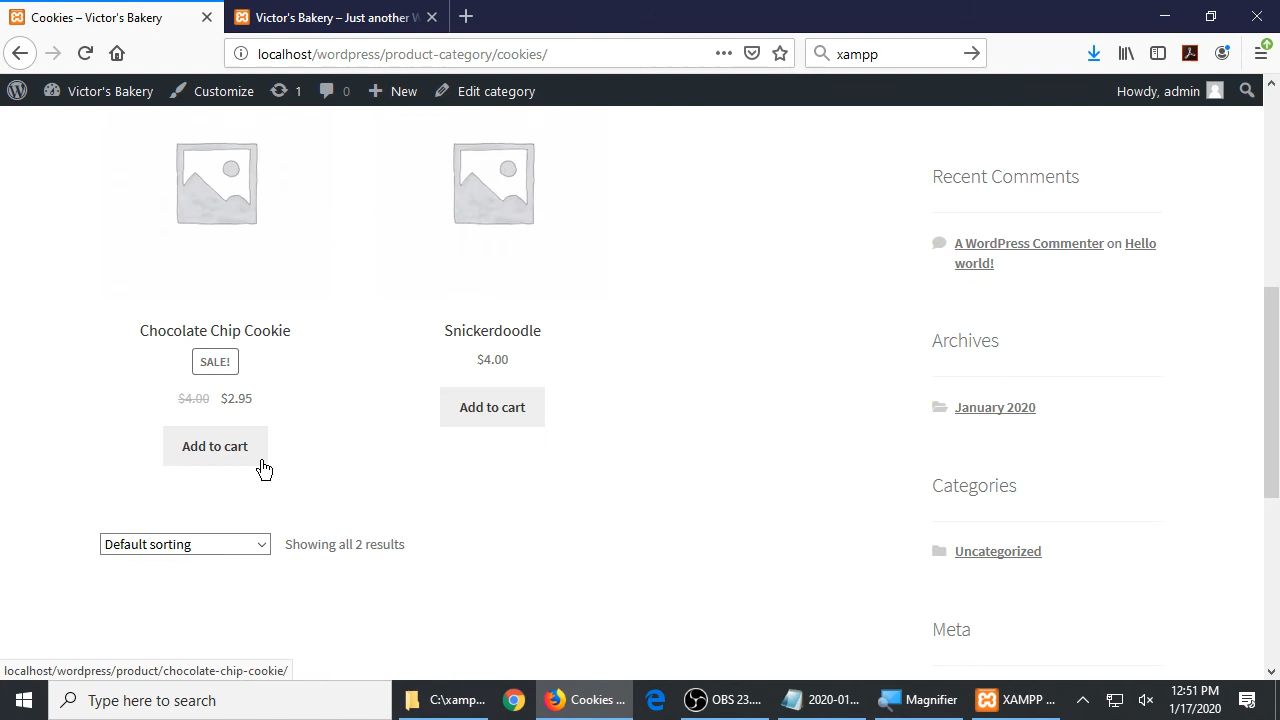 Cookies – Victor's Bakery
Victor's Bakery – Just another
localhost/wordpress/product-category/cookies/
xampp
Victor's Bakery
Customize
1
0
New
Edit category
Howdy, admin
Chocolate Chip Cookie
SALE!
$4.00 $2.95
Add to cart
Snickerdoodle
$4.00
Add to cart
Default sorting
Showing all 2 results
Recent Comments
A WordPress Commenter on Hello
world!
Archives
January 2020
Categories
Uncategorized
Meta
localhost/wordpress/product/chocolate-chip-cookie/
Type here to search
C:\xamp...
Cookies ...
OBS 23....
2020-01...
Magnifier
XAMPP ...
12:51 PM
1/17/2020